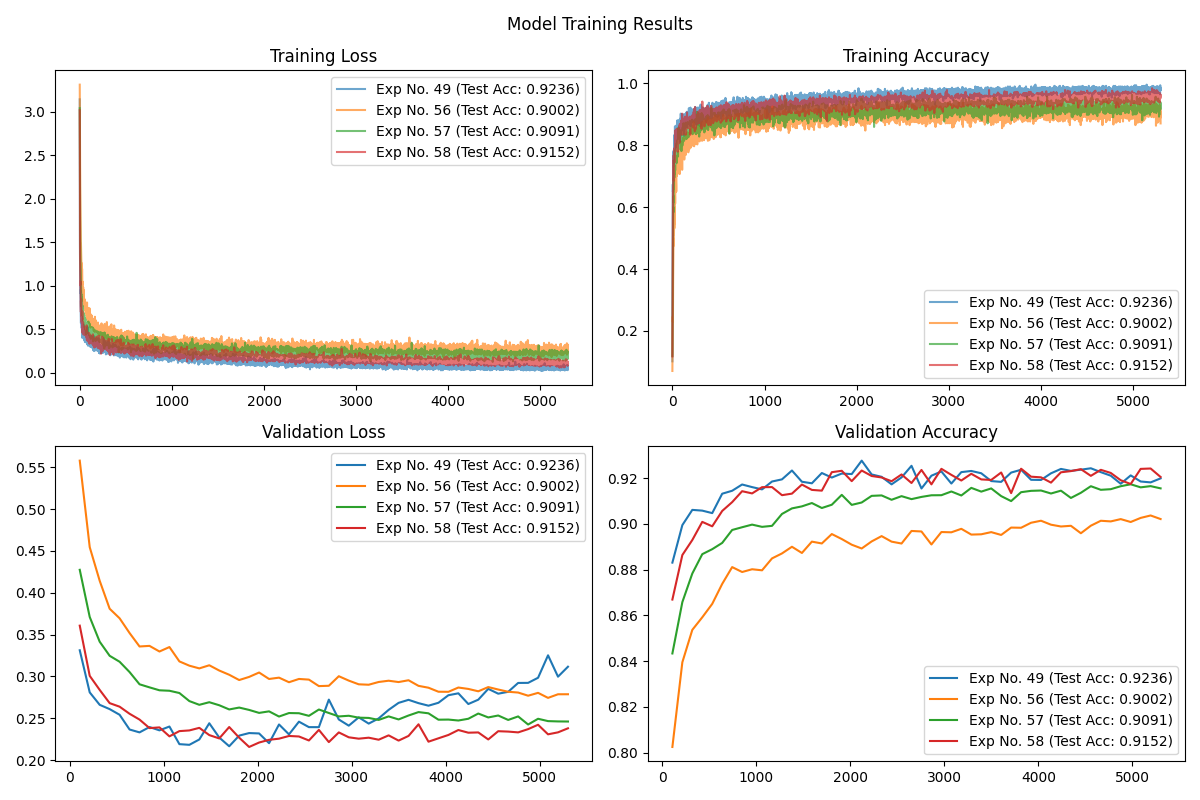 Model Training Results
Training Loss
3.0
2.5
2.0
1.5
1.0
0.5
0.0
0 1000 2000 3000 4000 5000
Exp No. 49 (Test Acc: 0.9236)
Exp No. 56 (Test Acc: 0.9002)
Exp No. 57 (Test Acc: 0.9091)
Exp No. 58 (Test Acc: 0.9152)
Training Accuracy
1.0
0.8
0.6
0.4
0.2
0 1000 2000 3000 4000 5000
Exp No. 49 (Test Acc: 0.9236)
Exp No. 56 (Test Acc: 0.9002)
Exp No. 57 (Test Acc: 0.9091)
Exp No. 58 (Test Acc: 0.9152)
Validation Loss
0.55
0.50
0.45
0.40
0.35
0.30
0.25
0.20
0 1000 2000 3000 4000 5000
Exp No. 49 (Test Acc: 0.9236)
Exp No. 56 (Test Acc: 0.9002)
Exp No. 57 (Test Acc: 0.9091)
Exp No. 58 (Test Acc: 0.9152)
Validation Accuracy
0.92
0.90
0.88
0.86
0.84
0.82
0.80
0 1000 2000 3000 4000 5000
Exp No. 49 (Test Acc: 0.9236)
Exp No. 56 (Test Acc: 0.9002)
Exp No. 57 (Test Acc: 0.9091)
Exp No. 58 (Test Acc: 0.9152)